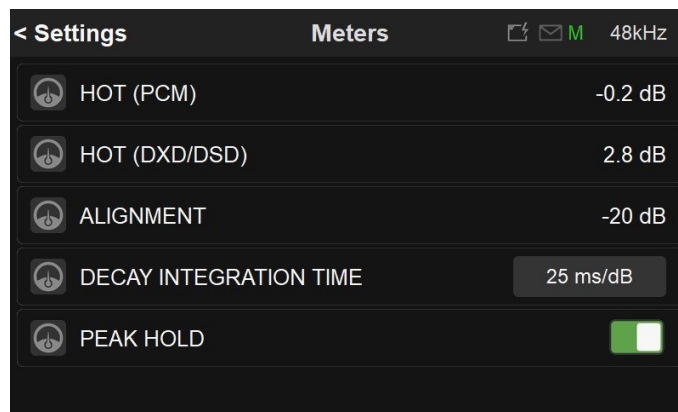 < Settings Meters M 48kHz
HOT (PCM) -0.2 dB
HOT (DXD/DSD) 2.8 dB
ALIGNMENT -20 dB
DECAY INTEGRATION TIME 25 ms/dB
PEAK HOLD